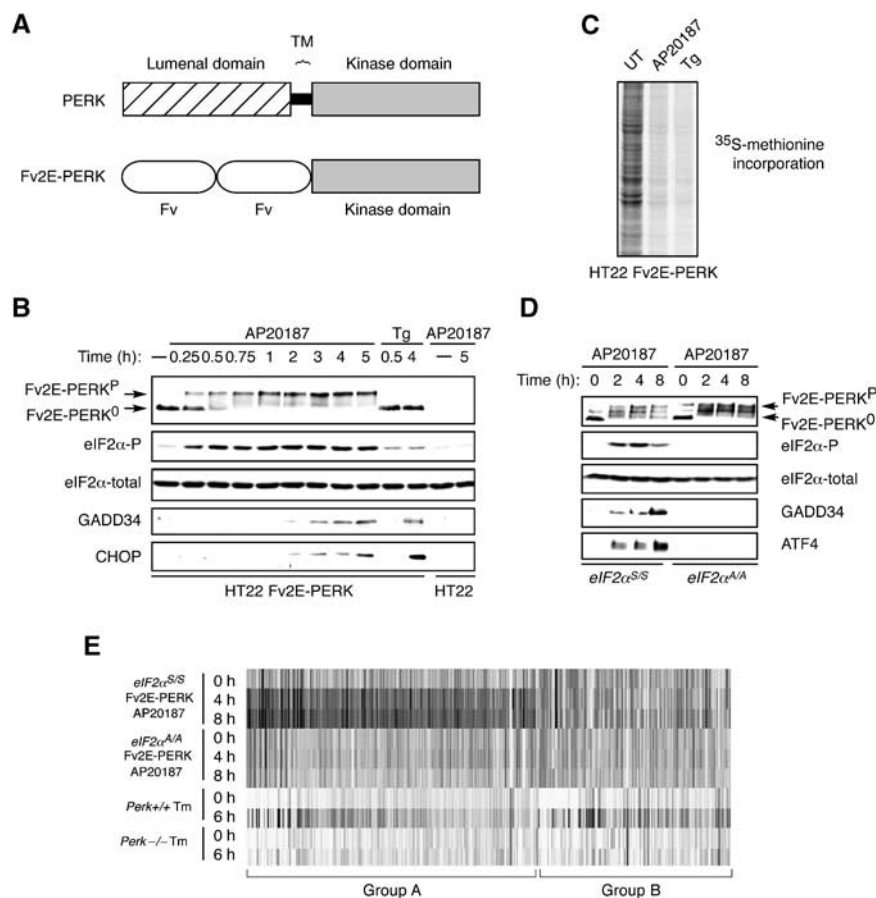 A
TM
Lumenal domain
Kinase domain
PERK
Fv2E-PERK
Fv
Fv
Kinase domain
C
UT
AP20187
Tg
35S-methionine
incorporation
HT22 Fv2E-PERK
B
AP20187
Tg
AP20187
Time (h): — 0.25 0.5 0.75 1 2 3 4 5 0.5 4 — 5
Fv2E-PERKP
Fv2E-PERK0
eIF2α-P
eIF2α-total
GADD34
CHOP
HT22 Fv2E-PERK
HT22
D
AP20187 AP20187
Time (h): 0 2 4 8 0 2 4 8
Fv2E-PERKP
Fv2E-PERK0
eIF2α-P
eIF2α-total
GADD34
ATF4
eIF2αS/S
eIF2αA/A
E
eIF2αS/S
Fv2E-PERK
AP20187
0 h
4 h
8 h
eIF2αA/A
Fv2E-PERK
AP20187
0 h
4 h
8 h
Perk+/+ Tm
0 h
6 h
Perk−/− Tm
0 h
6 h
Group A
Group B